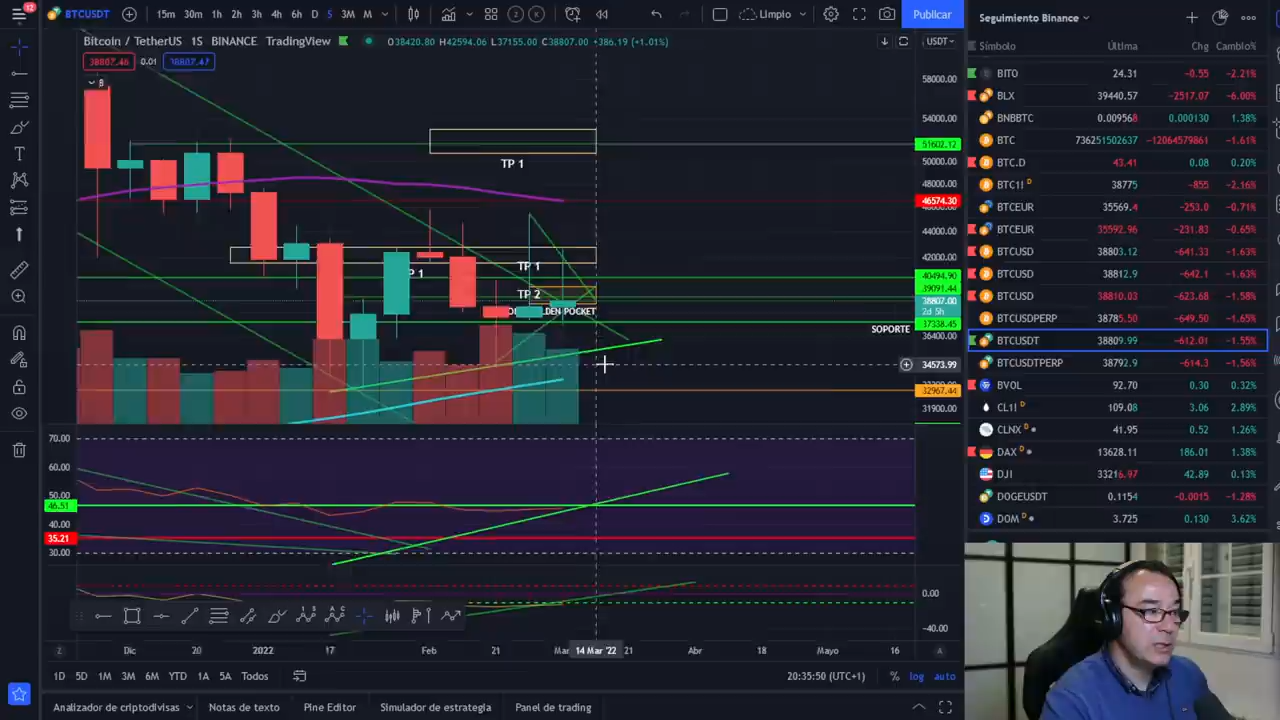 12
BTCUSDT
15m 30m 1h 2h 3h 4h 6h D 5 3M M
2 K
Limpio
Publicar
Bitcoin / TetherUS 1S BINANCE TradingView O38420.80 H42594.06 L37155.00 C38807.00 +386.19 (+1.01%)
USDT
38807.46 0.01 38807.47
TP 1
TP 1
TP 2
SOPORTE
58000.00
54000.00
51602.12
50000.00
48000.00
46574.30
44000.00
42000.00
40494.90
39091.44
38807.00
2d 5h
37338.45
36400.00
34573.99
32967.44
31900.00
70.00
60.00
50.00
46.51
40.00
35.21
30.00
0.00
-40.00
Z Dic 20 2022 17 Feb 21 Mar 14 Mar '22 21 Abr 18 Mayo 16 A
1D 5D 1M 3M 6M YTD 1A 5A Todos
20:35:50 (UTC+1) % log auto
Analizador de criptodivisas Notas de texto Pine Editor Simulador de estrategia Panel de trading
Seguimiento Binance
Símbolo Última Chg Cambio%
BITO 24.31 -0.55 -2.21%
BLX 39440.57 -2517.07 -6.00%
BNBBTC 0.009568 0.000130 1.38%
BTC 736251502637 -12064579861 -1.61%
BTC.D 43.41 0.08 0.20%
BTC1! D 38775 -855 -2.16%
BTCEUR 35569.4 -253.0 -0.71%
BTCEUR 35592.96 -231.83 -0.65%
BTCUSD 38803.12 -641.33 -1.63%
BTCUSD 38812.9 -642.1 -1.63%
BTCUSD 38810.03 -623.68 -1.58%
BTCUSDPERP 38785.50 -649.50 -1.65%
BTCUSDT 38809.99 -612.01 -1.55%
BTCUSDTPERP 38792.9 -614.3 -1.56%
BVOL 92.70 0.30 0.32%
CL1! D 109.08 3.06 2.89%
CLNX D 41.95 0.52 1.26%
DAX D 13628.11 186.01 1.38%
DJI 33216.97 42.89 0.13%
DOGEUSDT 0.1154 -0.0015 -1.28%
DOM D 3.725 0.130 3.62%